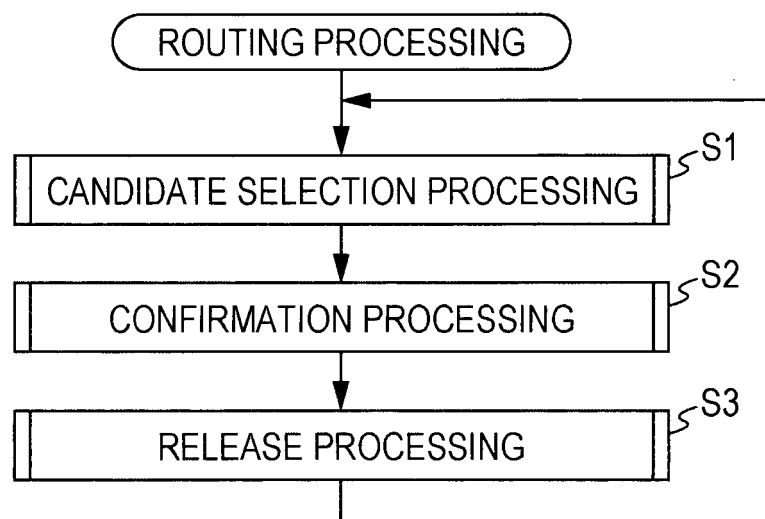 ROUTING PROCESSING
S1
CANDIDATE SELECTION PROCESSING
S2
CONFIRMATION PROCESSING
S3
RELEASE PROCESSING